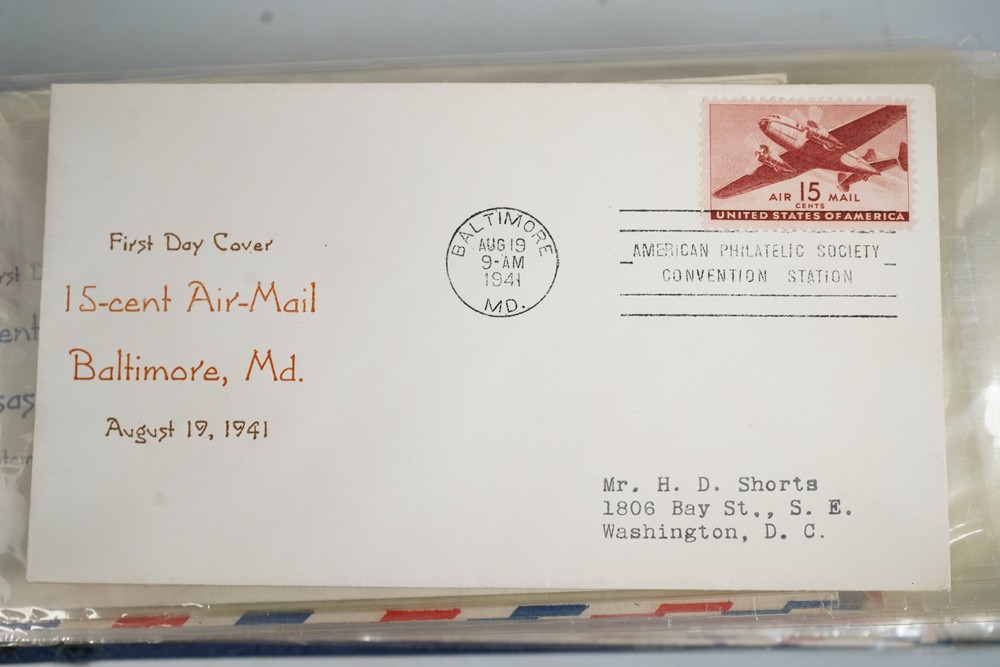 First Day Cover
15-cent Air-Mail
Baltimore, Md.
August 19, 1941
BALTIMORE
AUG 19
9-AM
1941
MD.
AIR 15 MAIL
CENTS
UNITED STATES OF AMERICA
AMERICAN PHILATELIC SOCIETY
CONVENTION STATION
Mr. H. D. Shorts
1806 Bay St., S. E.
Washington, D. C.